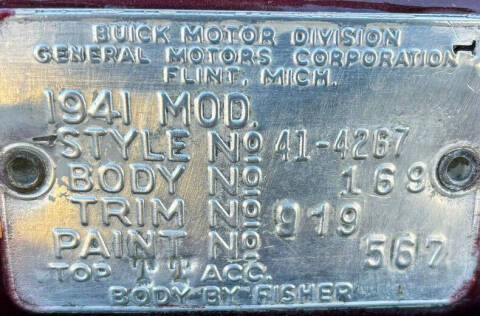 BUICK MOTOR DIVISION
GENERAL MOTORS CORPORATION
FLINT, MICH.
1
1941 MOD.
STYLE No 41-4267
BODY No 169
TRIM No 919
PAINT No 567
TOP ACC.
BODY BY FISHER